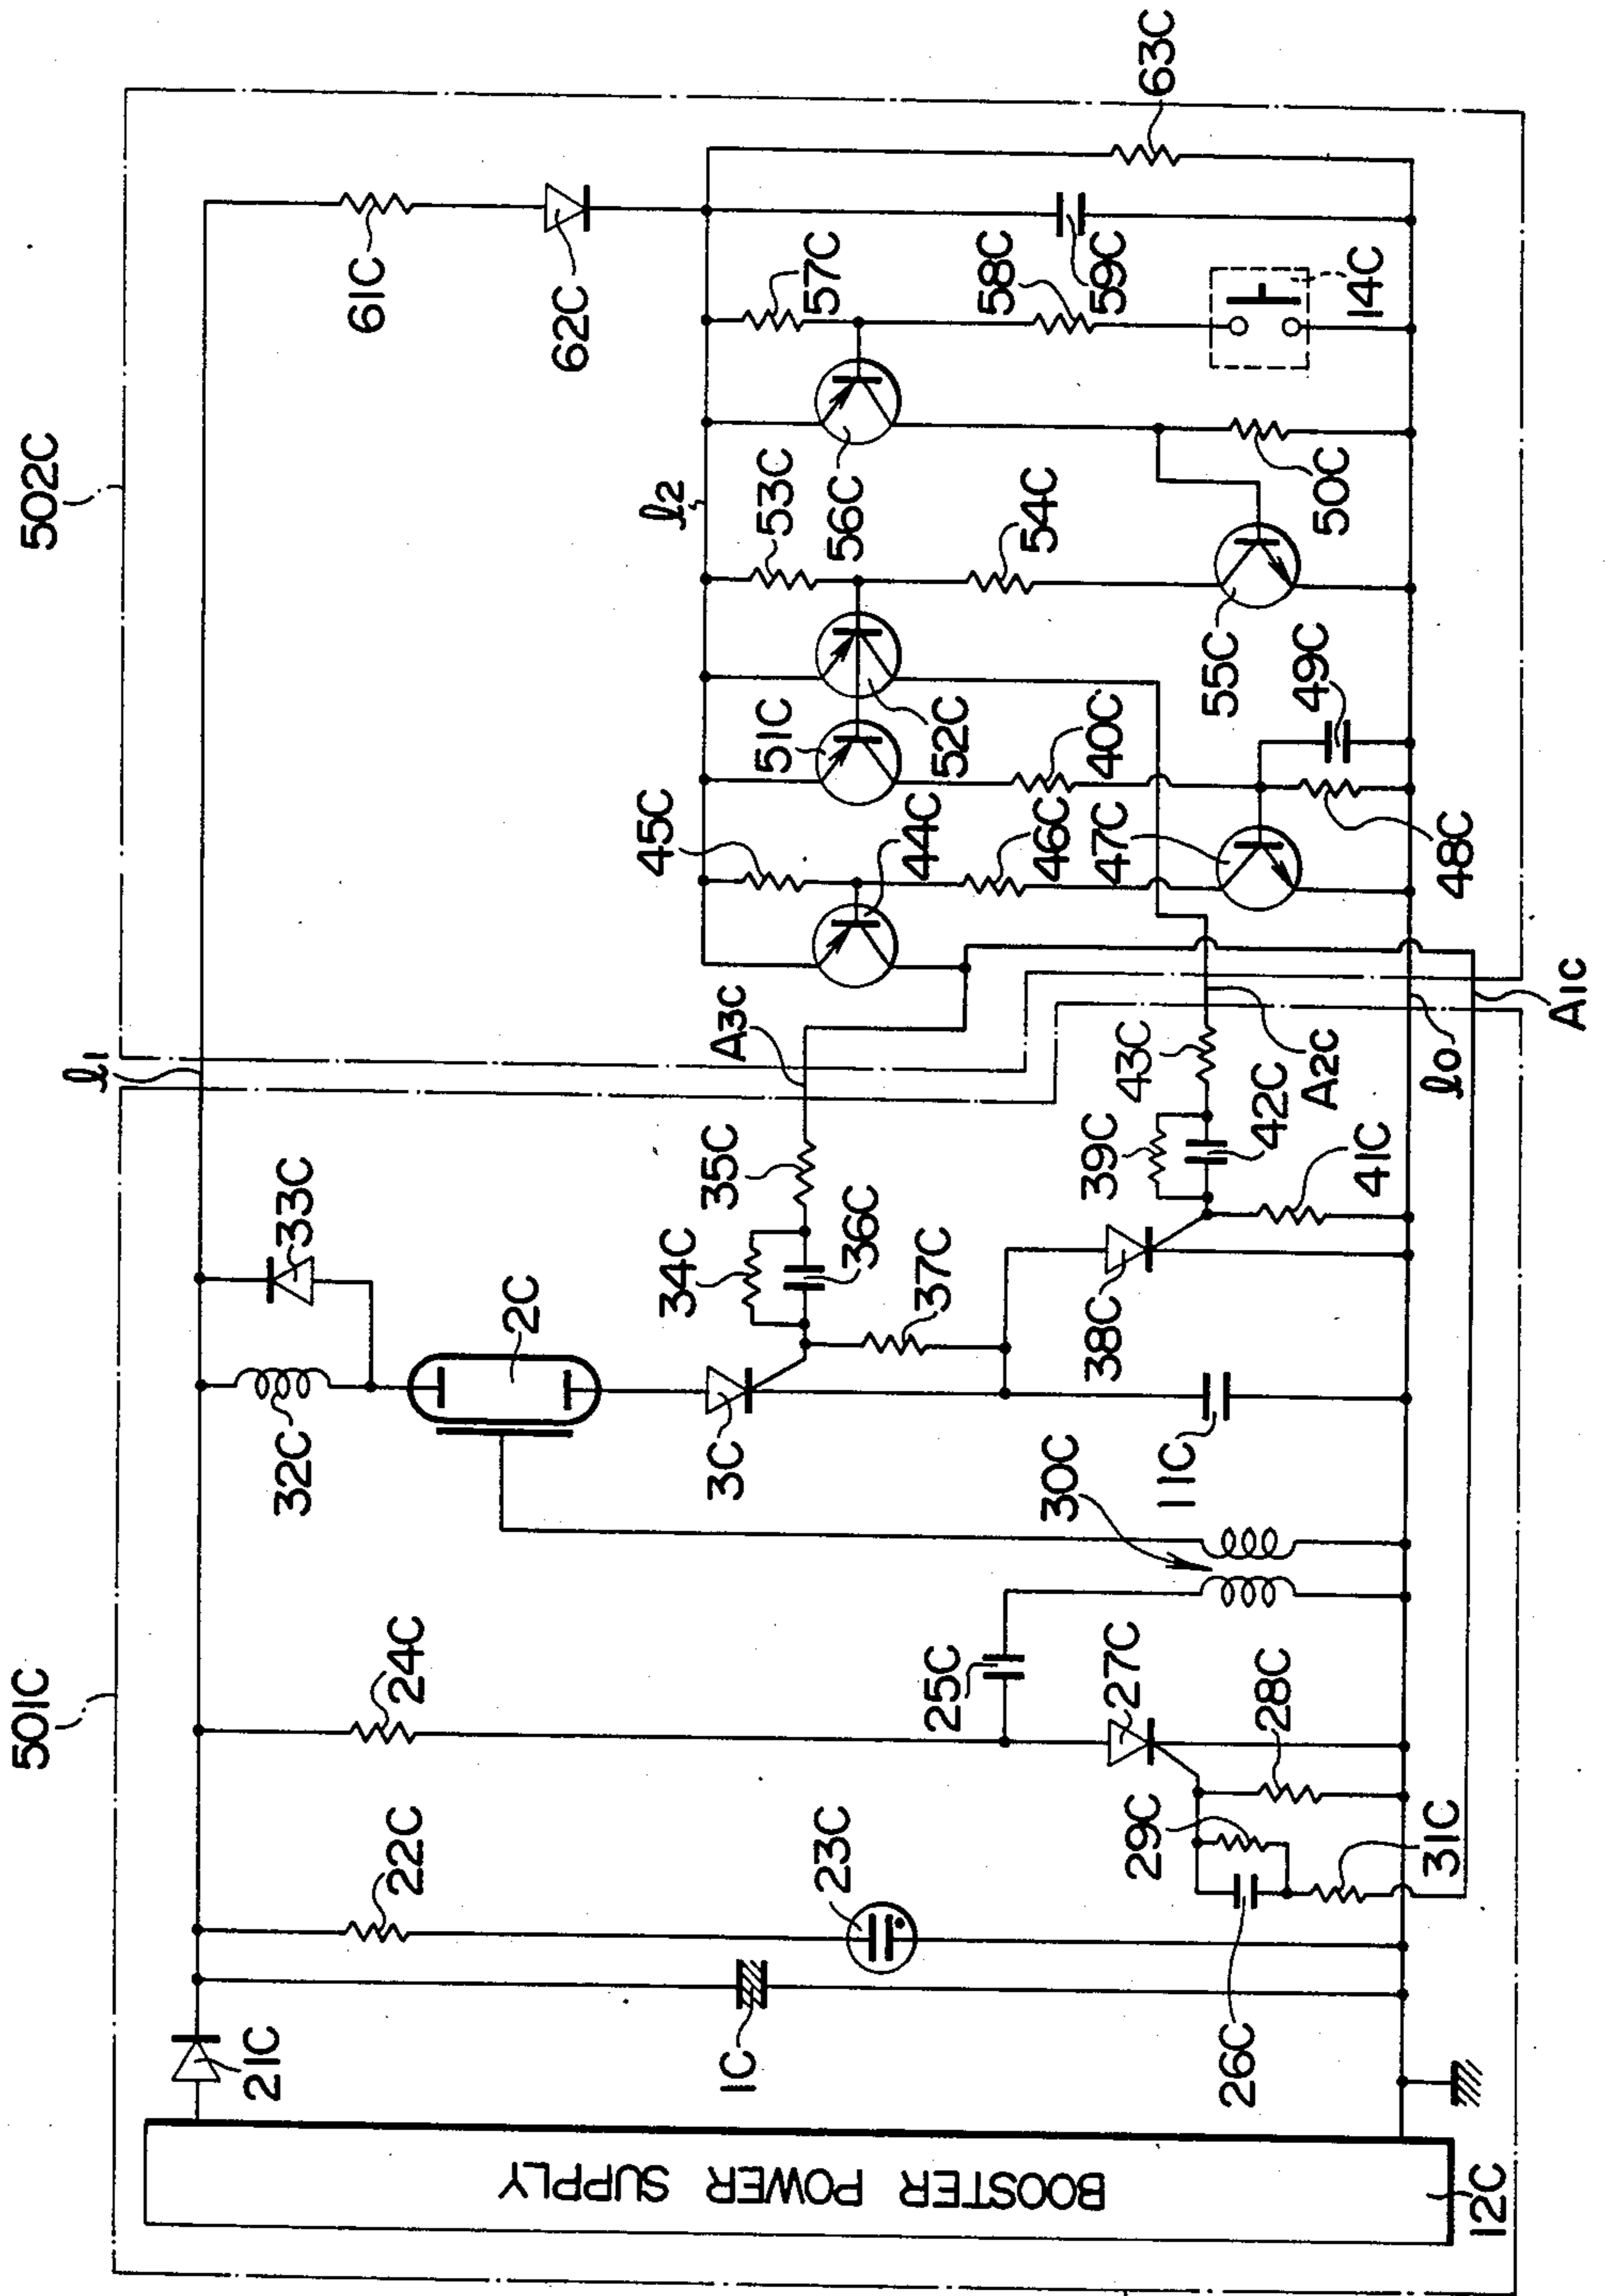 501C
502C
12C
BOOSTER POWER SUPPLY
21C
1C
22C
23C
24C
25C
26C
27C
28C
29C
31C
30C
32C
33C
2C
3C
11C
34C
35C
36C
37C
38C
39C
41C
42C
43C
l1
A3C
A2C
l0
A1C
l2
45C
44C
46C
47C
48C
49C
51C
52C
40C
53C
54C
55C
56C
50C
57C
58C
59C
14C
61C
62C
63C